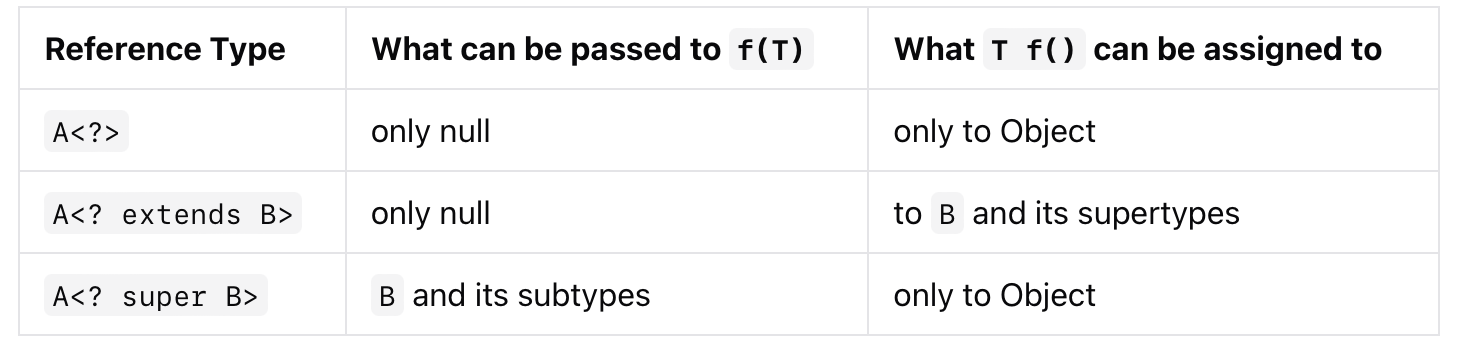 Reference Type What can be passed to f(T) What T f() can be assigned to
A<?> only null only to Object
A<? extends B> only null to B and its supertypes
A<? super B> B and its subtypes only to Object